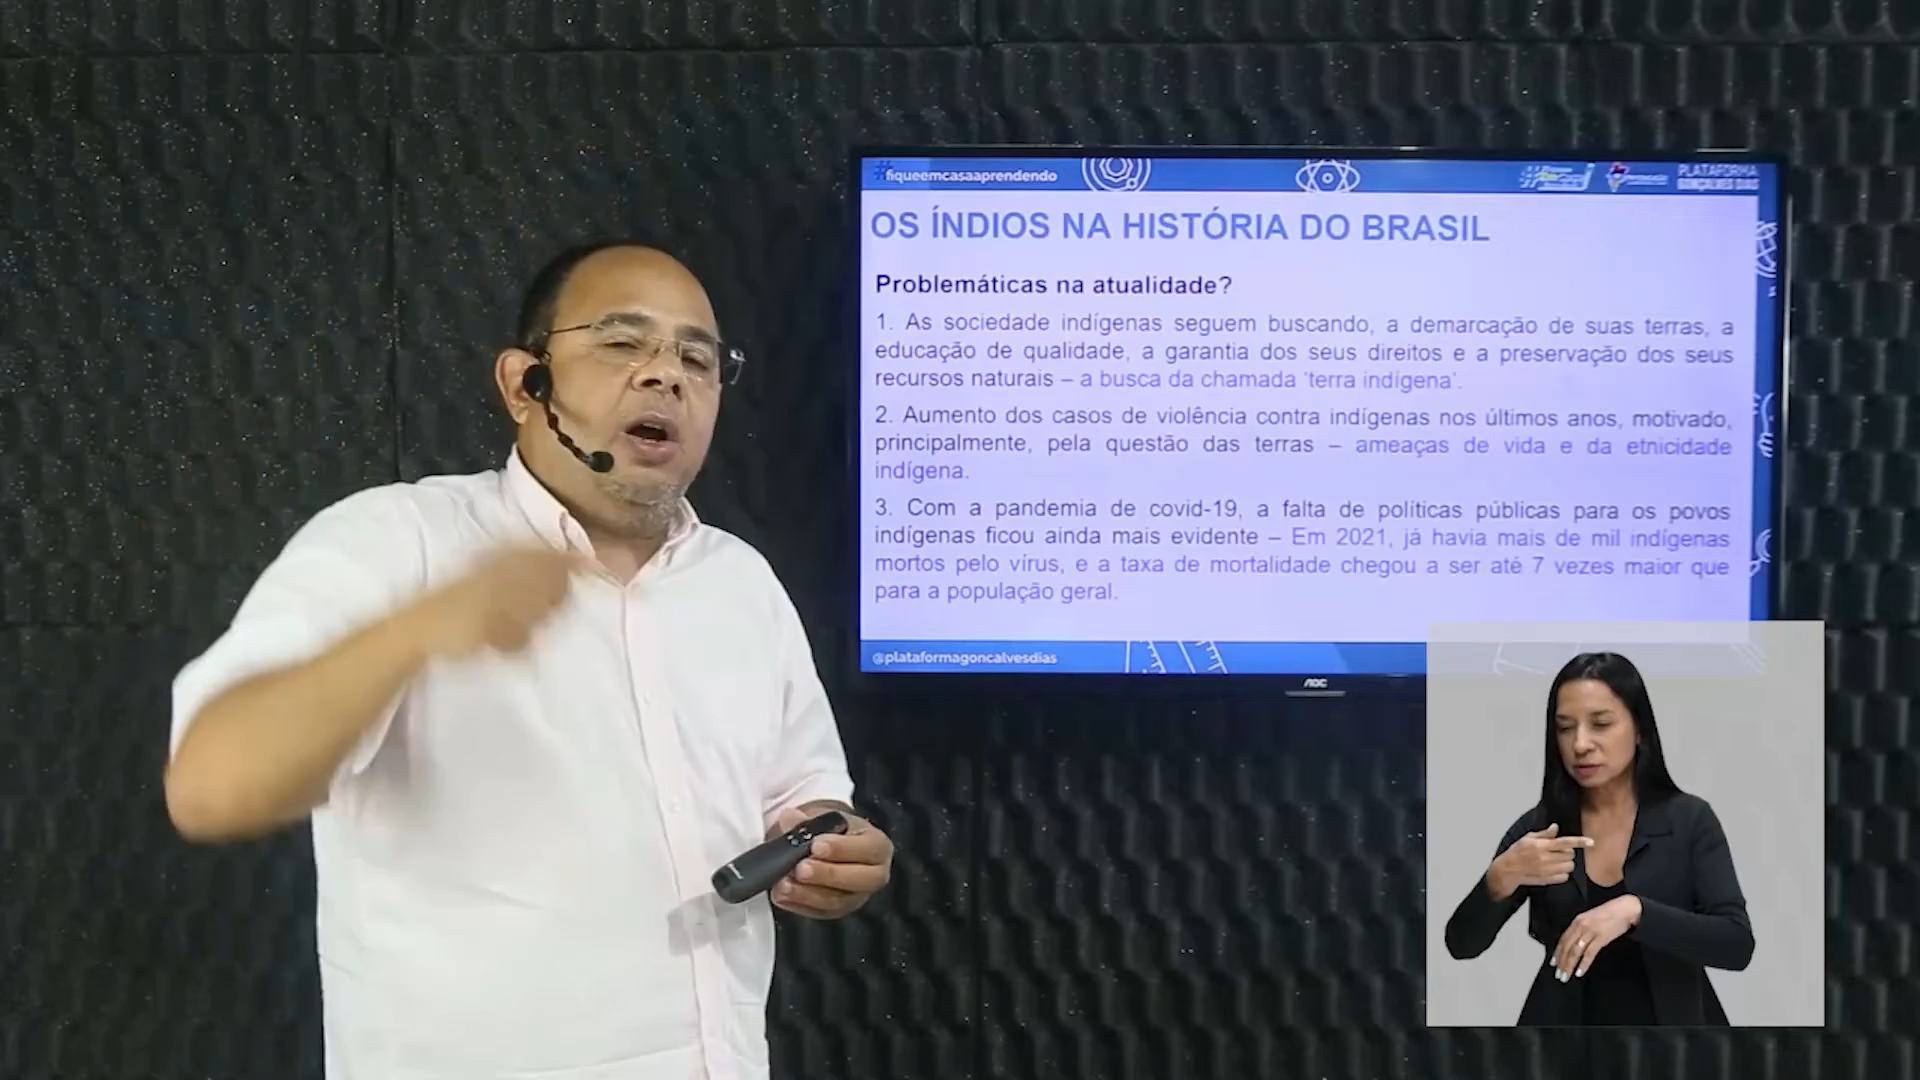 #fiqueemcasaaprendendo
PLATAFORMA
GONÇALVES DIAS
OS ÍNDIOS NA HISTÓRIA DO BRASIL
Problemáticas na atualidade?
1. As sociedade indígenas seguem buscando, a demarcação de suas terras, a
educação de qualidade, a garantia dos seus direitos e a preservação dos seus
recursos naturais – a busca da chamada 'terra indígena'.
2. Aumento dos casos de violência contra indígenas nos últimos anos, motivado,
principalmente, pela questão das terras – ameaças de vida e da etnicidade
indígena.
3. Com a pandemia de covid-19, a falta de políticas públicas para os povos
indígenas ficou ainda mais evidente – Em 2021, já havia mais de mil indígenas
mortos pelo vírus, e a taxa de mortalidade chegou a ser até 7 vezes maior que
para a população geral.
@plataformagoncalvesdias
AOC